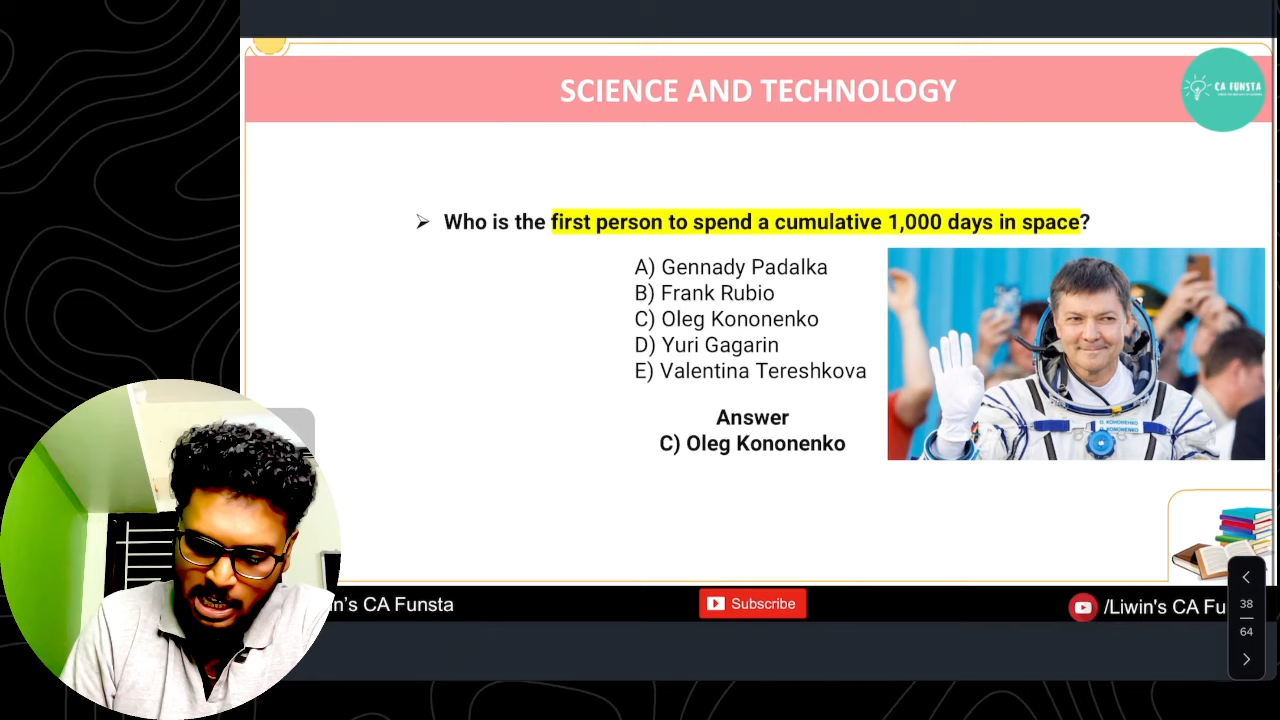 SCIENCE AND TECHNOLOGY
CA FUNSTA
➢ Who is the first person to spend a cumulative 1,000 days in space?
A) Gennady Padalka
B) Frank Rubio
C) Oleg Kononenko
D) Yuri Gagarin
E) Valentina Tereshkova
Answer
C) Oleg Kononenko
n's CA Funsta
Subscribe
/Liwin's CA Fu
38
64